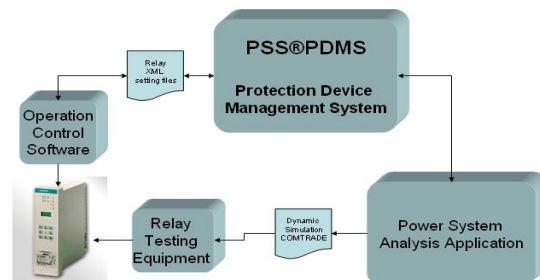 PSS®PDMS
Protection Device
Management System
Relay
XML
setting files
Operation
Control
Software
Relay
Testing
Equipment
Dynamic
Simulation
COMTRADE
Power System
Analysis Application